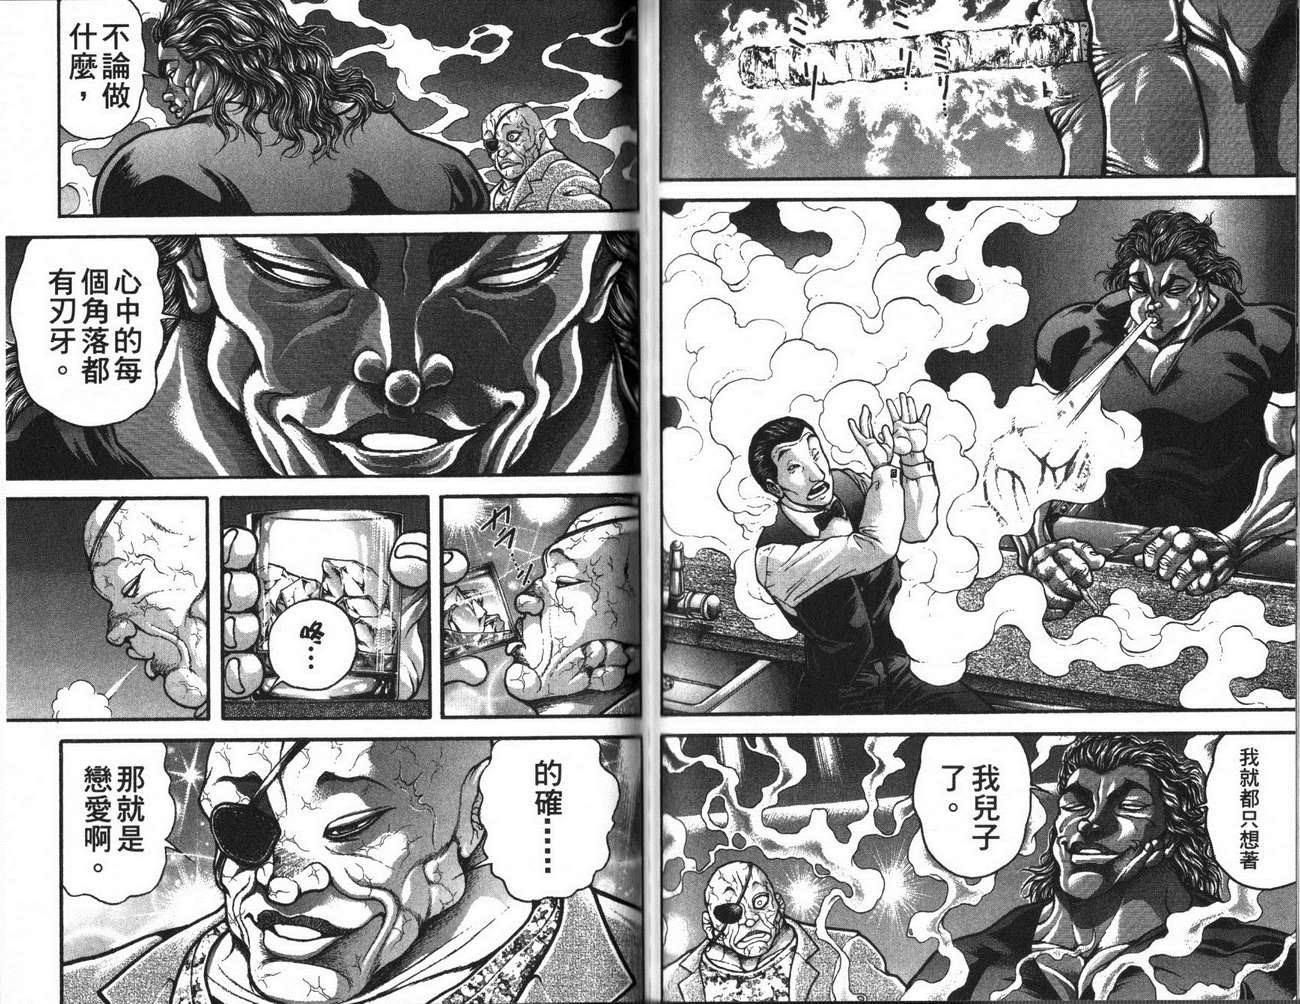 我就都只想著
我兒子
了。
不論做
什麼，
心中的每
個角落都
有刃牙。
咚…
的確……
那就是
戀愛啊。